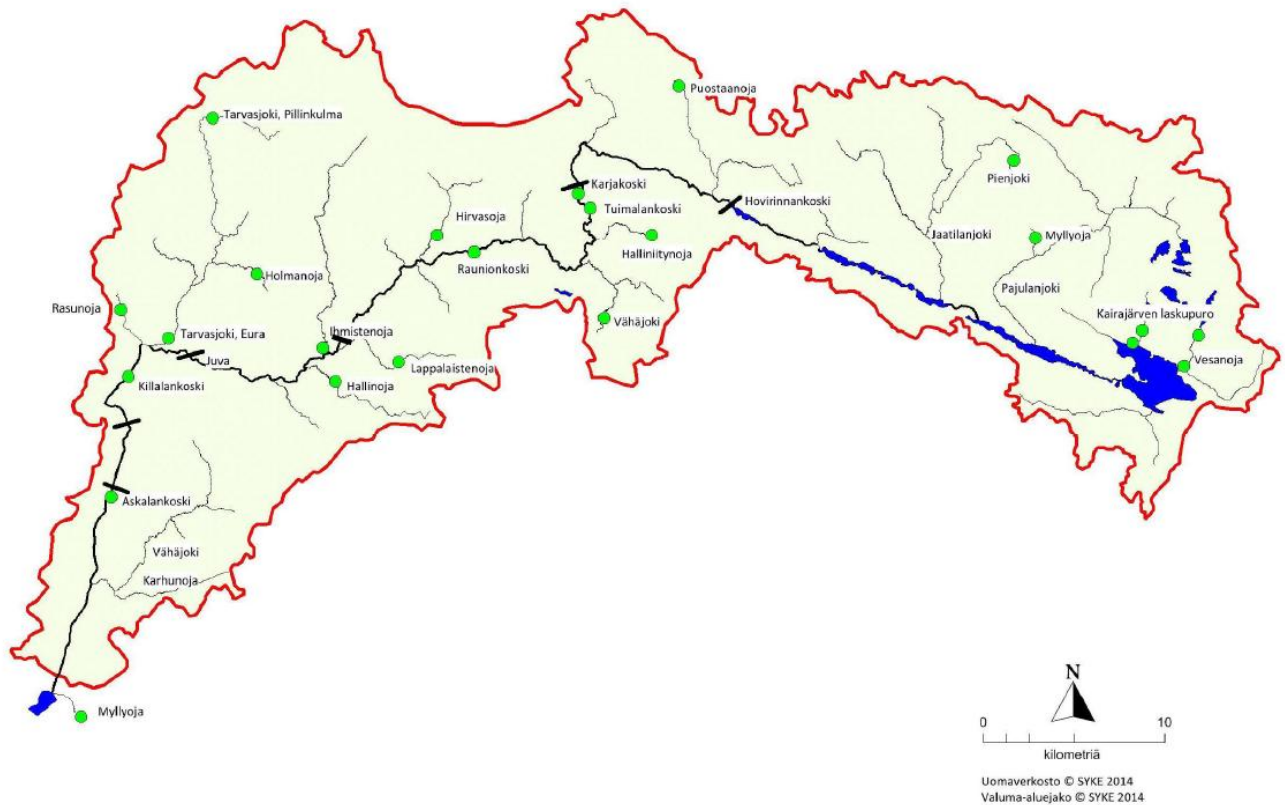 Puostaanoja
Tarvasjoki, Pillinkulma
Pienjoki
Karjakoski
Hovirinnankoski
Tuimalankoski
Hirvasoja
Jaatilanjoki
Myllyoja
Halliniitynoja
Raunionkoski
Holmanoja
Pajulanjoki
Rasunoja
Kairajärven laskupuro
Vähäjoki
Tarvasjoki, Eura
Ihmistenoja
Juva
Lappalaistenoja
Vesanoja
Killalankoski
Hallinoja
Askalankoski
Vähäjoki
Karhunoja
Myllyoja
N
0 10
kilometriä
Uomaverkosto © SYKE 2014
Valuma-aluejako © SYKE 2014